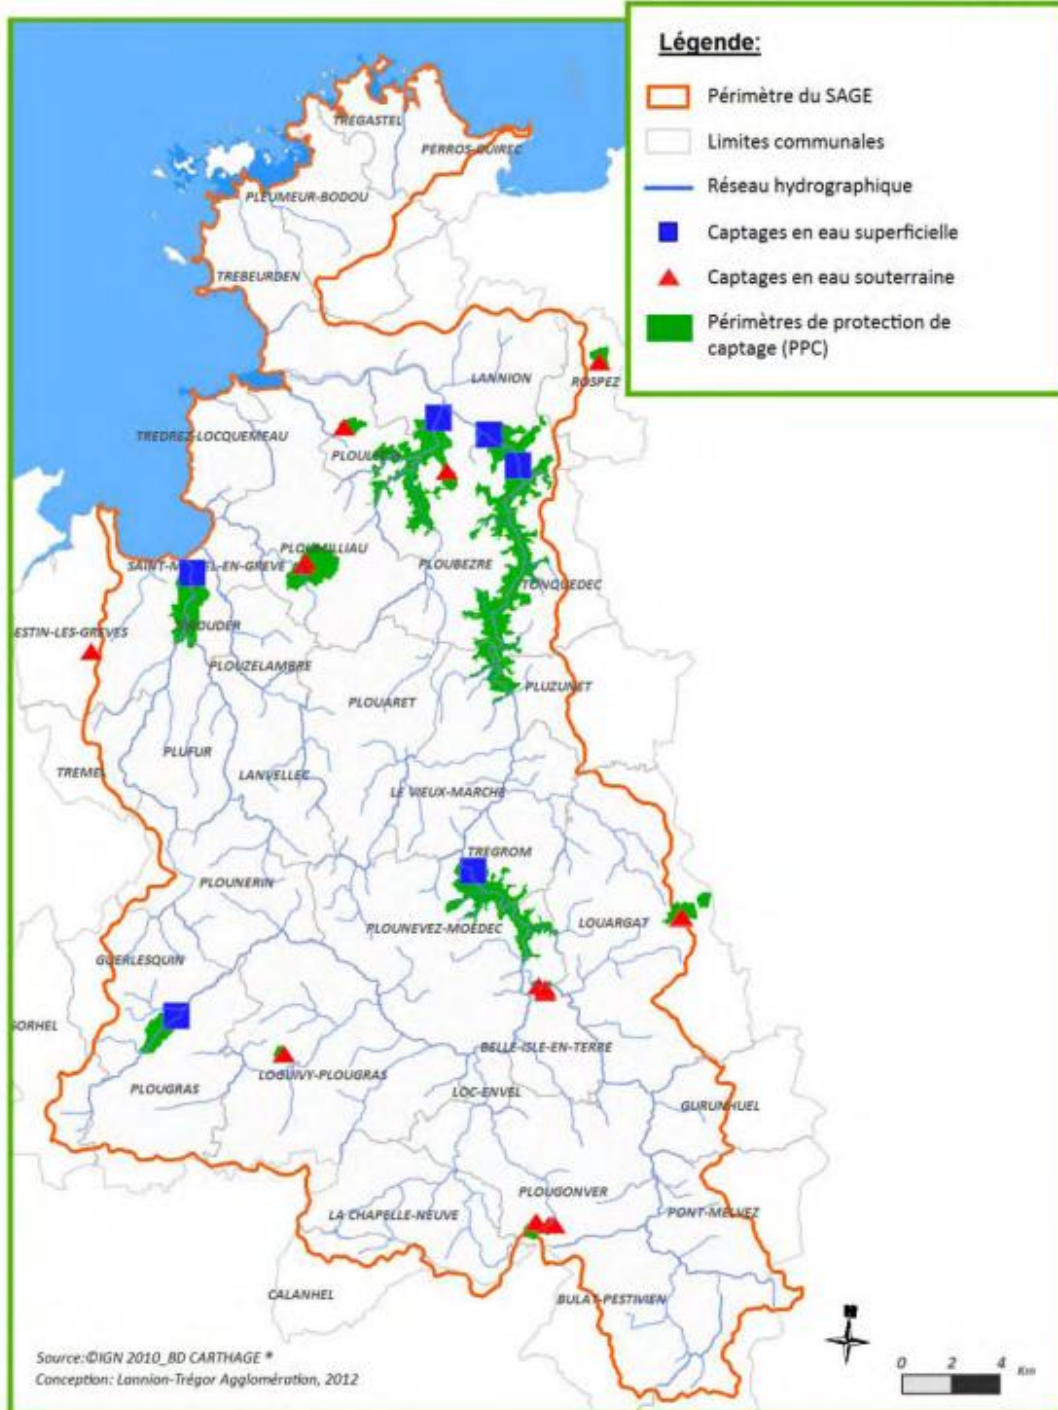 Légende:
Périmètre du SAGE
Limites communales
Réseau hydrographique
Captages en eau superficielle
Captages en eau souterraine
Périmètres de protection de
captage (PPC)
TREGASTEL
PERROS-GUIREC
PLEUMEUR-BODOU
TREBEURDEN
LANNION
ROSPEZ
TREDREZ-LOCQUEMEAU
PLOUMILLIAU
PLOUBEZRE
TONQUEDEC
ESTIN-LES-GREVES
PLOUZELAMBRE
PLUZUNET
PLOUARET
PLUFUR
TREMEL
LANVELLEC
LE VIEUX-MARCHE
TREGROM
PLOUNERIN
PLOUNEVEZ-MOEDEC
LOUARGAT
GUERLESQUIN
SORHEL
BELLE-ISLE-EN-TERRE
LOGUIVY-PLOUGRAS
PLOUGRAS
LOC-ENVEL
GURUNHUEL
PLOUGONVER
LA CHAPELLE-NEUVE
PONT-MELVEZ
CALANHEL
BULAT-PESTIVIEN
N
Source:©IGN 2010_BD CARTHAGE ®
Conception: Lannion-Trégor Agglomération, 2012
0 2 4 Km